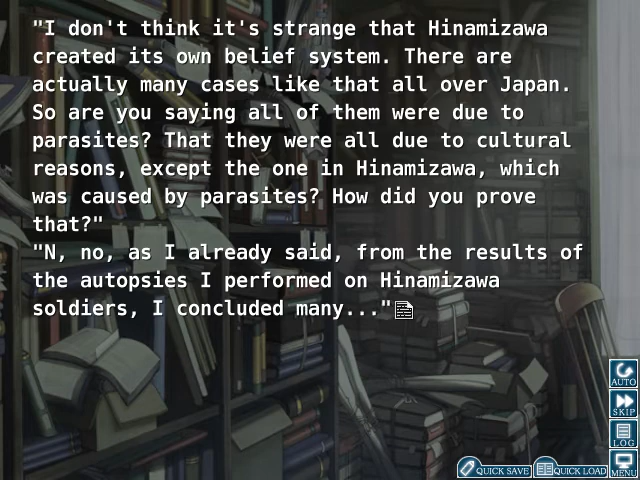 "I don't think it's strange that Hinamizawa
created its own belief system. There are
actually many cases like that all over Japan.
So are you saying all of them were due to
parasites? That they were all due to cultural
reasons, except the one in Hinamizawa, which
was caused by parasites? How did you prove
that?"
"N, no, as I already said, from the results of
the autopsies I performed on Hinamizawa
soldiers, I concluded many..."
AUTO
SKIP
LOG
QUICK SAVE
QUICK LOAD
MENU